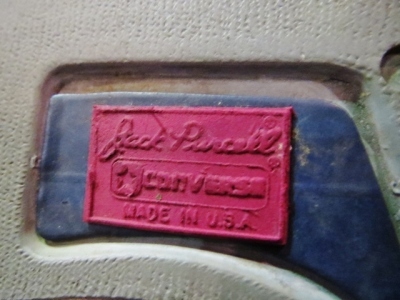 Jack Purcell
CONVERSE
MADE IN U.S.A